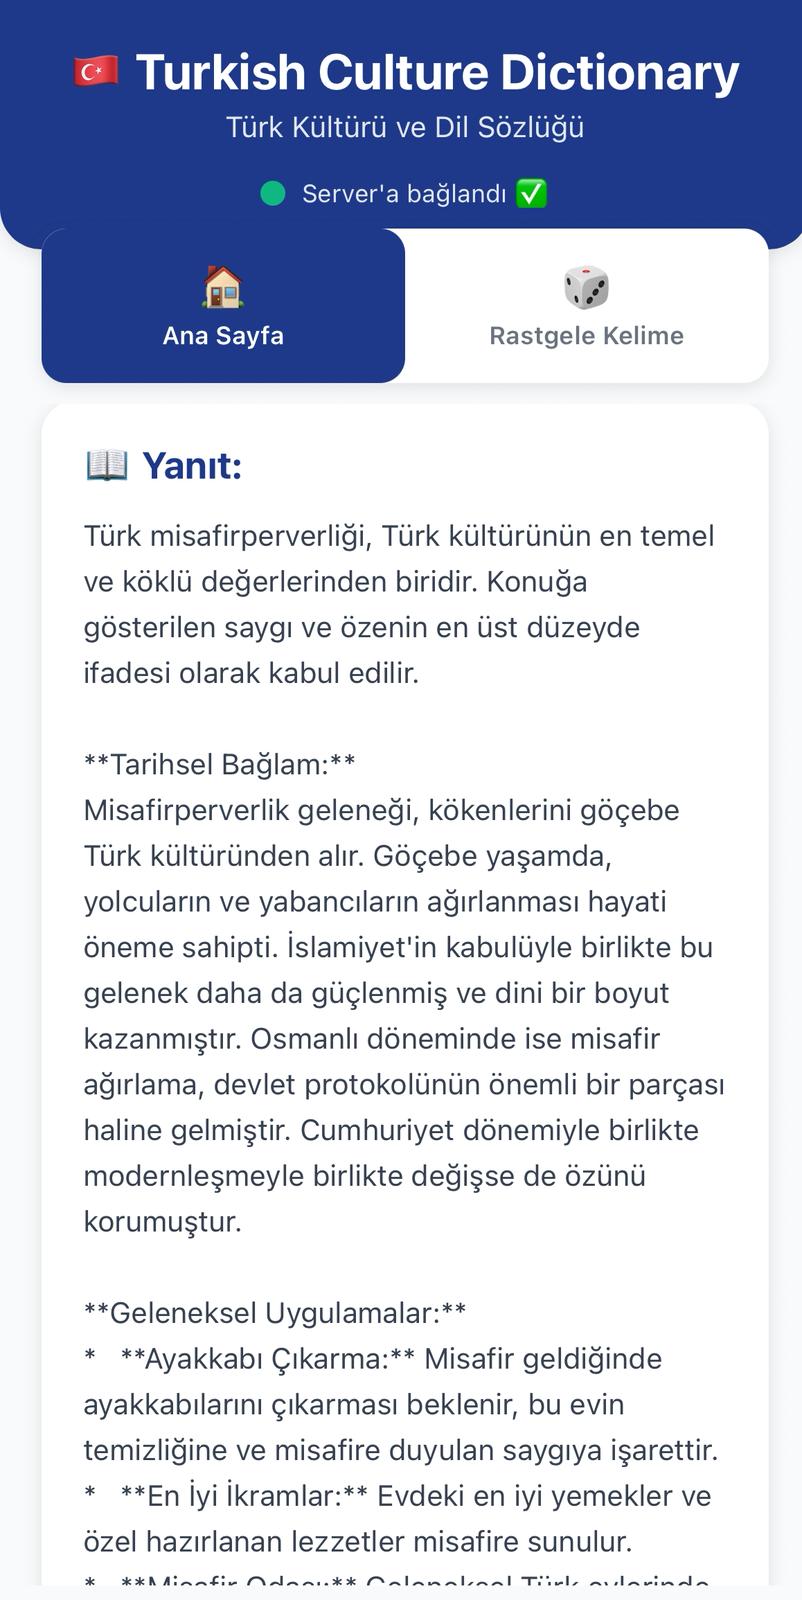 Turkish Culture Dictionary
Türk Kültürü ve Dil Sözlüğü
Server'a bağlandı
Ana Sayfa
Rastgele Kelime
Yanıt:
Türk misafirperverliği, Türk kültürünün en temel
ve köklü değerlerinden biridir. Konuğa
gösterilen saygı ve özenin en üst düzeyde
ifadesi olarak kabul edilir.
**Tarihsel Bağlam:**
Misafirperverlik geleneği, kökenlerini göçebe
Türk kültüründen alır. Göçebe yaşamda,
yolcuların ve yabancıların ağırlanması hayati
öneme sahipti. İslamiyet'in kabulüyle birlikte bu
gelenek daha da güçlenmiş ve dini bir boyut
kazanmıştır. Osmanlı döneminde ise misafir
ağırlama, devlet protokolünün önemli bir parçası
haline gelmiştir. Cumhuriyet dönemiyle birlikte
modernleşmeyle birlikte değişse de özünü
korumuştur.
**Geleneksel Uygulamalar:**
* **Ayakkabı Çıkarma:** Misafir geldiğinde
ayakkabılarını çıkarması beklenir, bu evin
temizliğine ve misafire duyulan saygıya işarettir.
* **En İyi İkramlar:** Evdeki en iyi yemekler ve
özel hazırlanan lezzetler misafire sunulur.
* **Misafir Odası:** Geleneksel Türk evlerinde